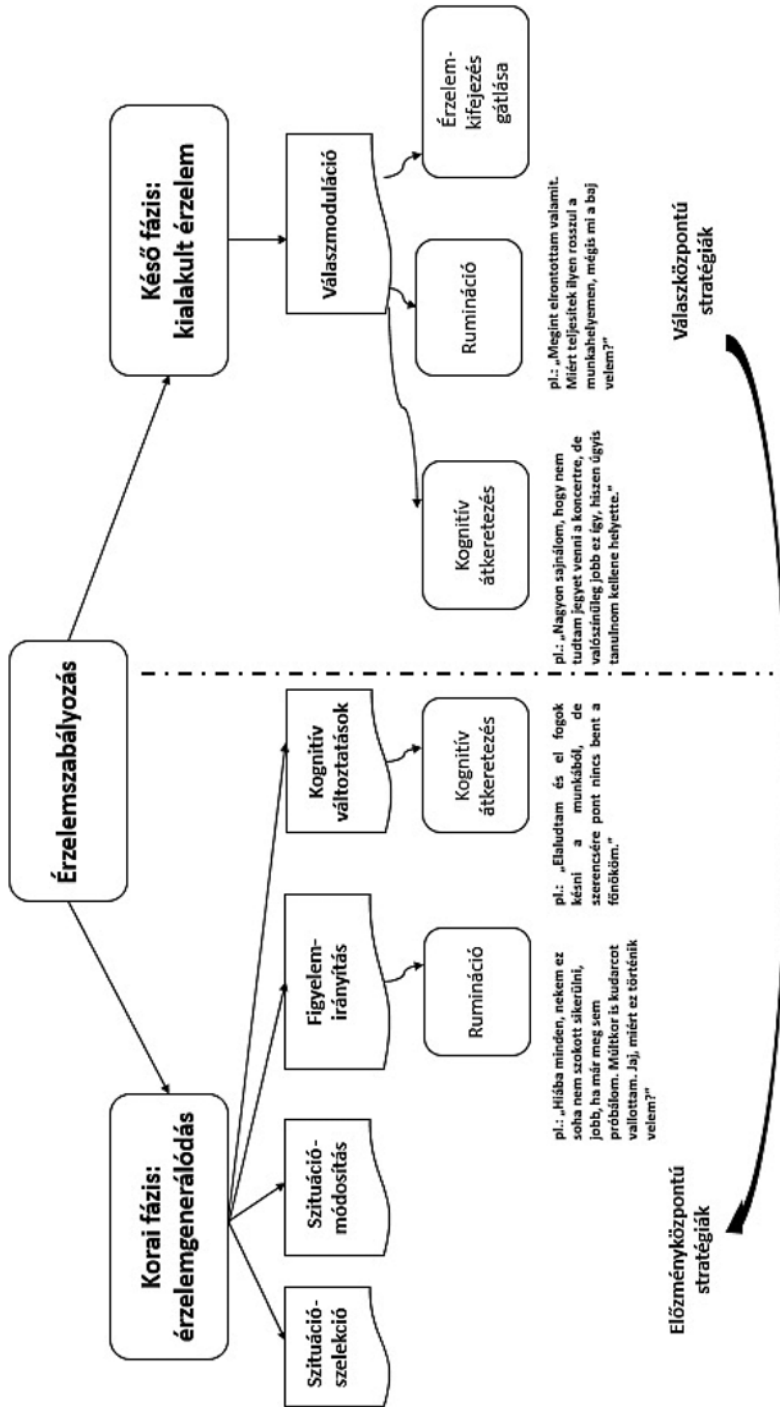 Érzelemszabályozás
Korai fázis:
érzelemgenerálódás
Késő fázis:
kialakult érzelem
Szituáció-
szelekció
Szituáció-
módosítás
Figyelem-
irányítás
Kognitív
változtatások
Válaszmoduláció
Rumináció
Kognitív
átkeretezés
Kognitív
átkeretezés
Rumináció
Érzelem-
kifejezés
gátlása
pl.: „Hiába minden, nekem ez
soha nem szokott sikerülni,
jobb, ha már meg sem
próbálom. Múltkor is kudarcot
vallottam. Jaj, miért ez történik
velem?”
pl.: „Elaludtam és el fogok
késni a munkából, de
szerencsére pont nincs bent a
főnököm.”
pl.: „Nagyon sajnálom, hogy nem
tudtam jegyet venni a koncertre, de
valószínűleg jobb ez így, hiszen úgyis
tanulnom kellene helyette.”
pl.: „Megint elrontottam valamit.
Miért teljesítek ilyen rosszul a
munkahelyemen, mégis mi a baj
velem?”
Előzményközpontú
stratégiák
Válaszközpontú
stratégiák